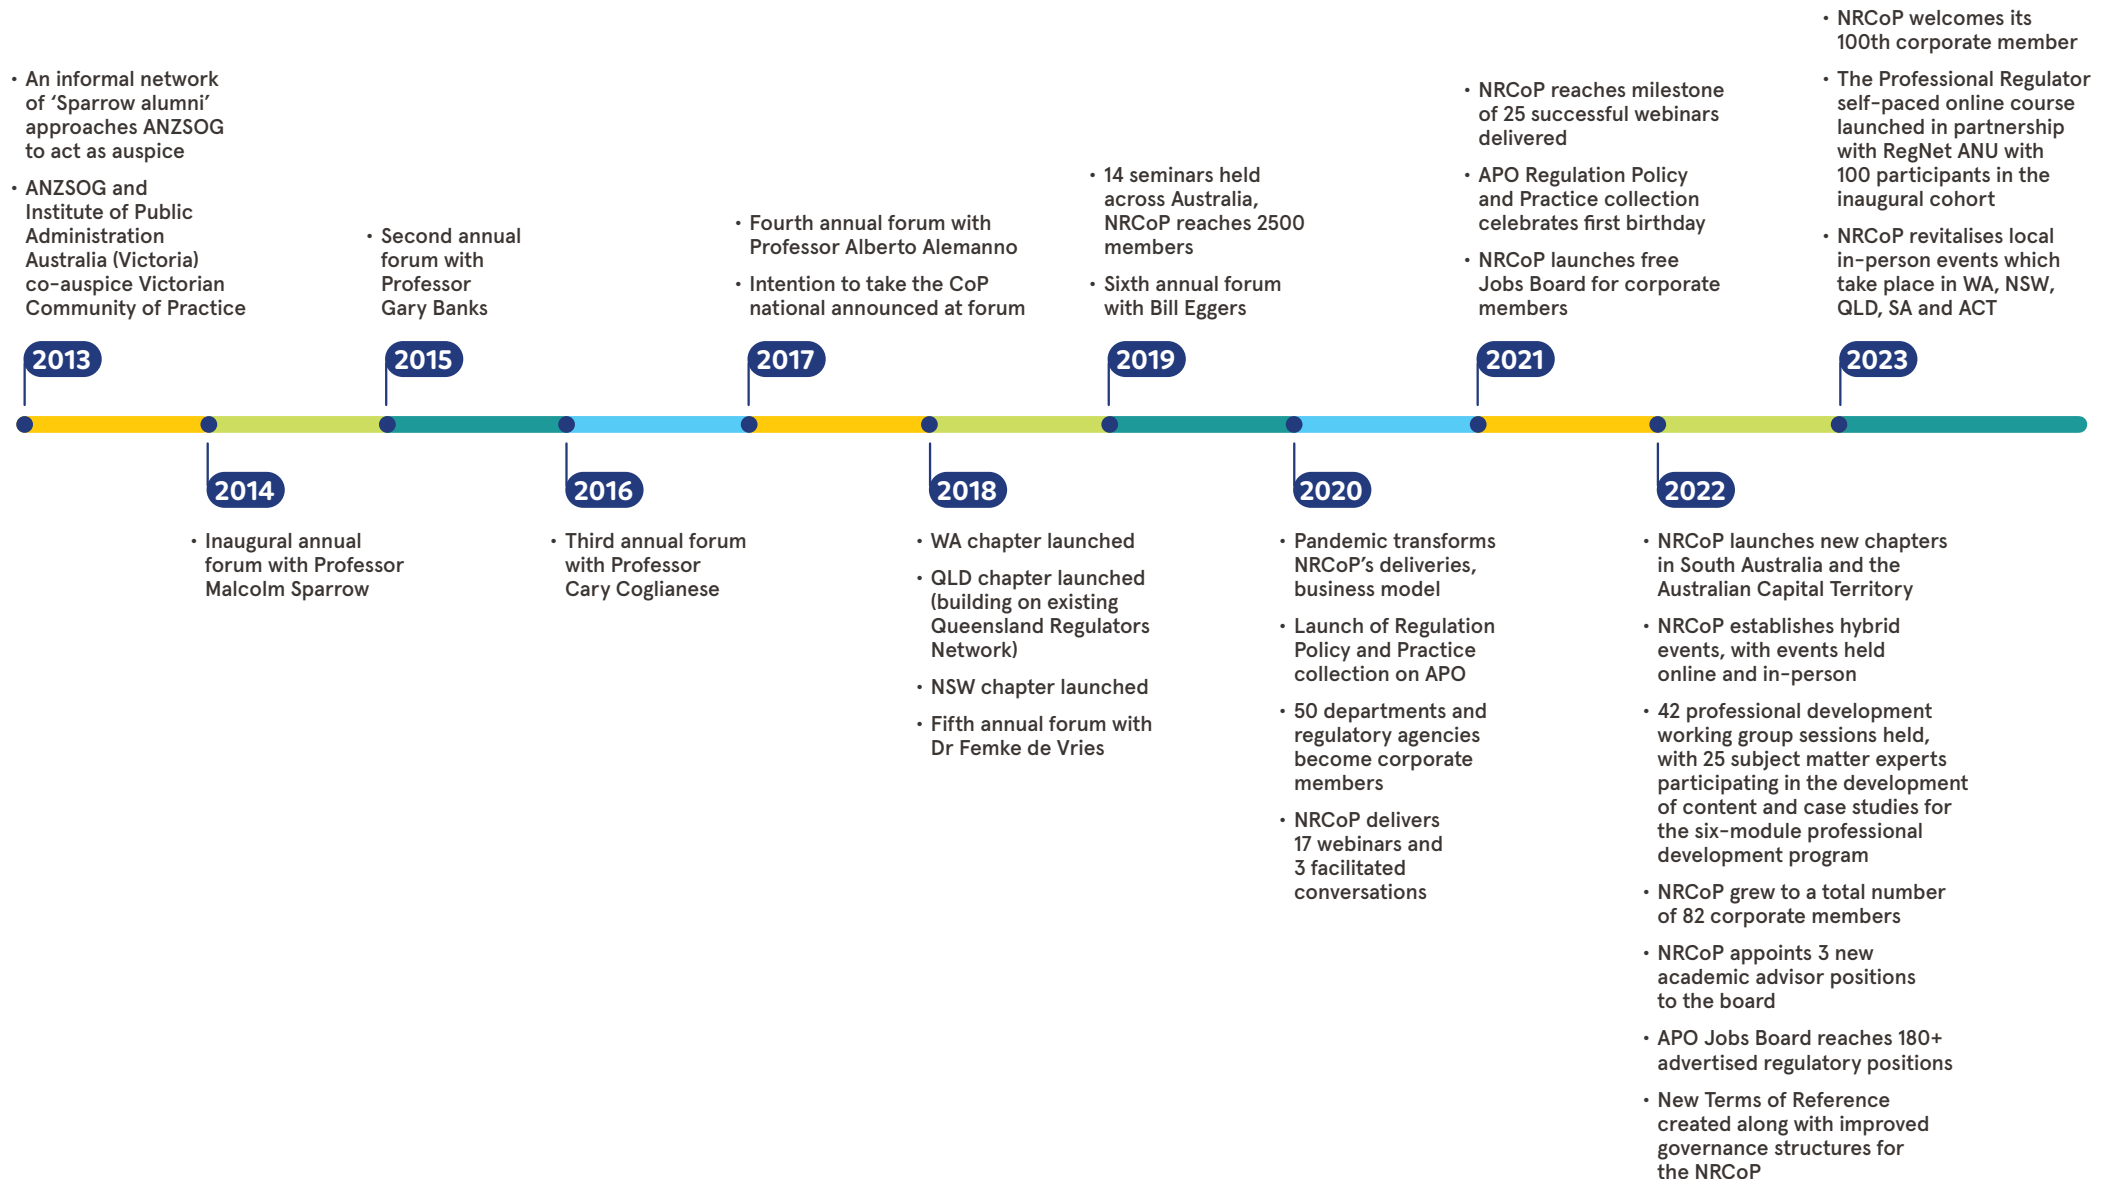 • An informal network
of ‘Sparrow alumni’
approaches ANZSOG
to act as auspice
• ANZSOG and
Institute of Public
Administration
Australia (Victoria)
co-auspice Victorian
Community of Practice
2013
2014
• Inaugural annual
forum with Professor
Malcolm Sparrow
• Second annual
forum with
Professor
Gary Banks
2015
2016
• Third annual forum
with Professor
Cary Coglianese
• Fourth annual forum with
Professor Alberto Alemanno
• Intention to take the CoP
national announced at forum
2017
2018
• WA chapter launched
• QLD chapter launched
(building on existing
Queensland Regulators
Network)
• NSW chapter launched
• Fifth annual forum with
Dr Femke de Vries
• 14 seminars held
across Australia,
NRCoP reaches 2500
members
• Sixth annual forum
with Bill Eggers
2019
2020
• Pandemic transforms
NRCoP’s deliveries,
business model
• Launch of Regulation
Policy and Practice
collection on APO
• 50 departments and
regulatory agencies
become corporate
members
• NRCoP delivers
17 webinars and
3 facilitated
conversations
• NRCoP reaches milestone
of 25 successful webinars
delivered
• APO Regulation Policy
and Practice collection
celebrates first birthday
• NRCoP launches free
Jobs Board for corporate
members
2021
2022
• NRCoP launches new chapters
in South Australia and the
Australian Capital Territory
• NRCoP establishes hybrid
events, with events held
online and in-person
• 42 professional development
working group sessions held,
with 25 subject matter experts
participating in the development
of content and case studies for
the six-module professional
development program
• NRCoP grew to a total number
of 82 corporate members
• NRCoP appoints 3 new
academic advisor positions
to the board
• APO Jobs Board reaches 180+
advertised regulatory positions
• New Terms of Reference
created along with improved
governance structures for
the NRCoP
• NRCoP welcomes its
100th corporate member
• The Professional Regulator
self-paced online course
launched in partnership
with RegNet ANU with
100 participants in the
inaugural cohort
• NRCoP revitalises local
in-person events which
take place in WA, NSW,
QLD, SA and ACT
2023